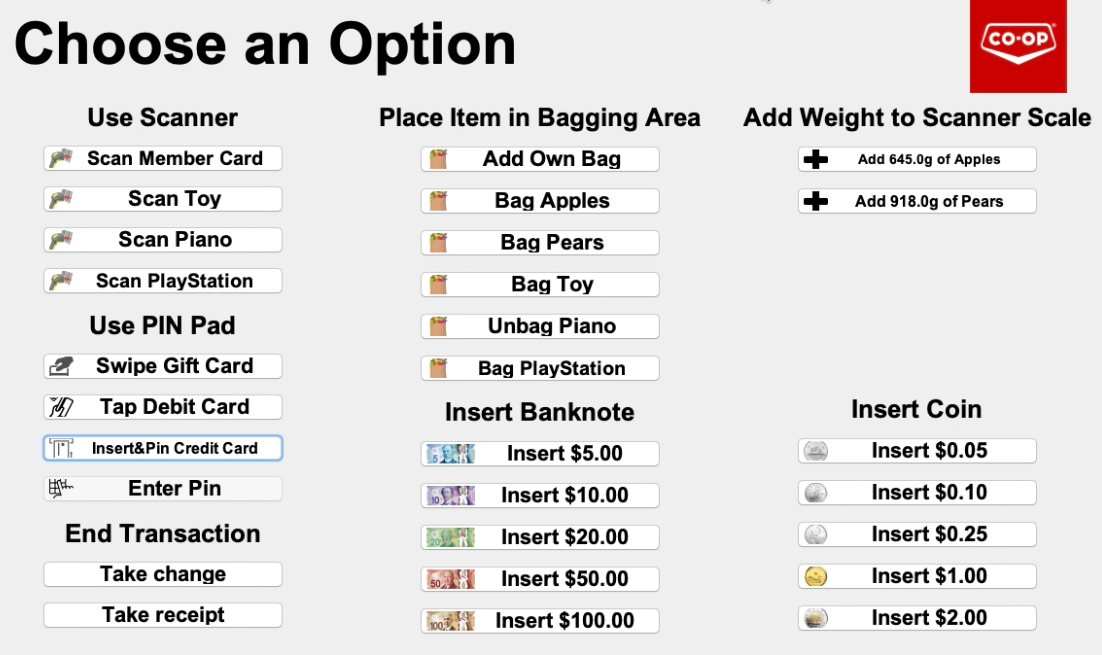 Choose an Option
CO·OP
Use Scanner
Scan Member Card
Scan Toy
Scan Piano
Scan PlayStation
Use PIN Pad
Swipe Gift Card
Tap Debit Card
Insert&Pin Credit Card
Enter Pin
End Transaction
Take change
Take receipt
Place Item in Bagging Area
Add Own Bag
Bag Apples
Bag Pears
Bag Toy
Unbag Piano
Bag PlayStation
Insert Banknote
5
Insert $5.00
10
Insert $10.00
20
Insert $20.00
50
Insert $50.00
100
Insert $100.00
Add Weight to Scanner Scale
Add 645.0g of Apples
Add 918.0g of Pears
Insert Coin
Insert $0.05
Insert $0.10
Insert $0.25
Insert $1.00
Insert $2.00